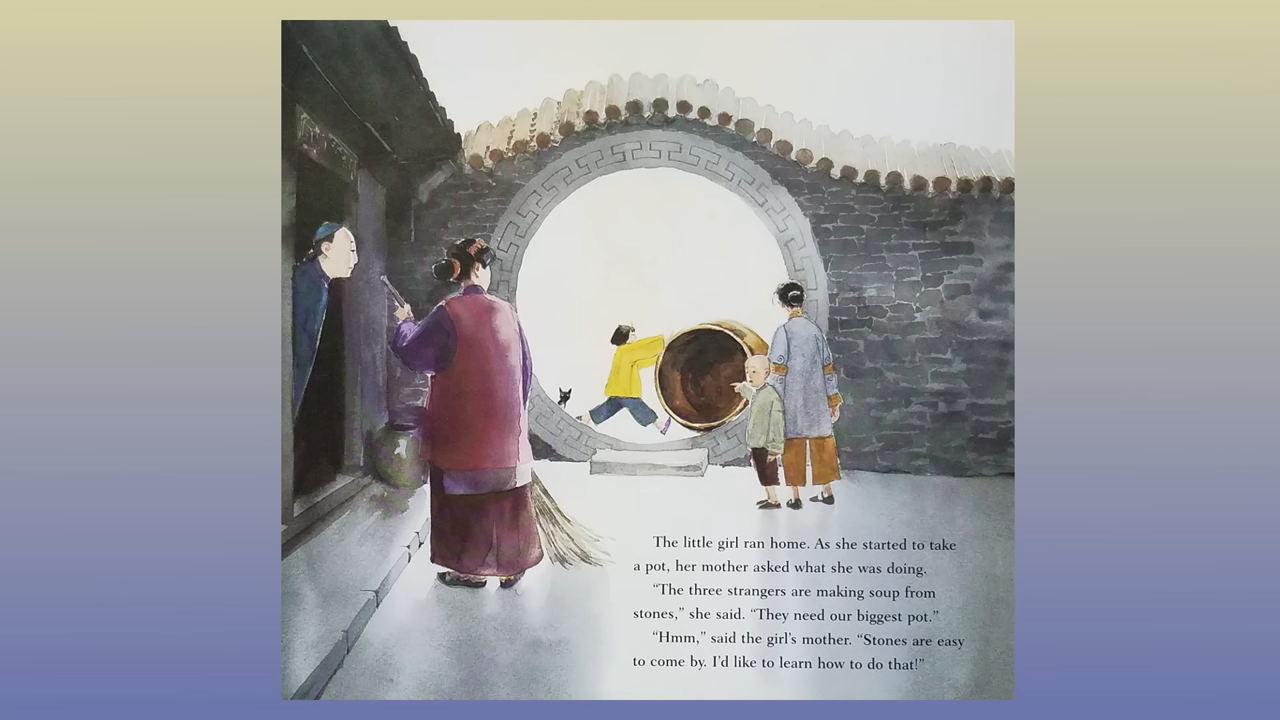 The little girl ran home. As she started to take
a pot, her mother asked what she was doing.
“The three strangers are making soup from
stones,” she said. “They need our biggest pot.”
“Hmm,” said the girl’s mother. “Stones are easy
to come by. I’d like to learn how to do that!”